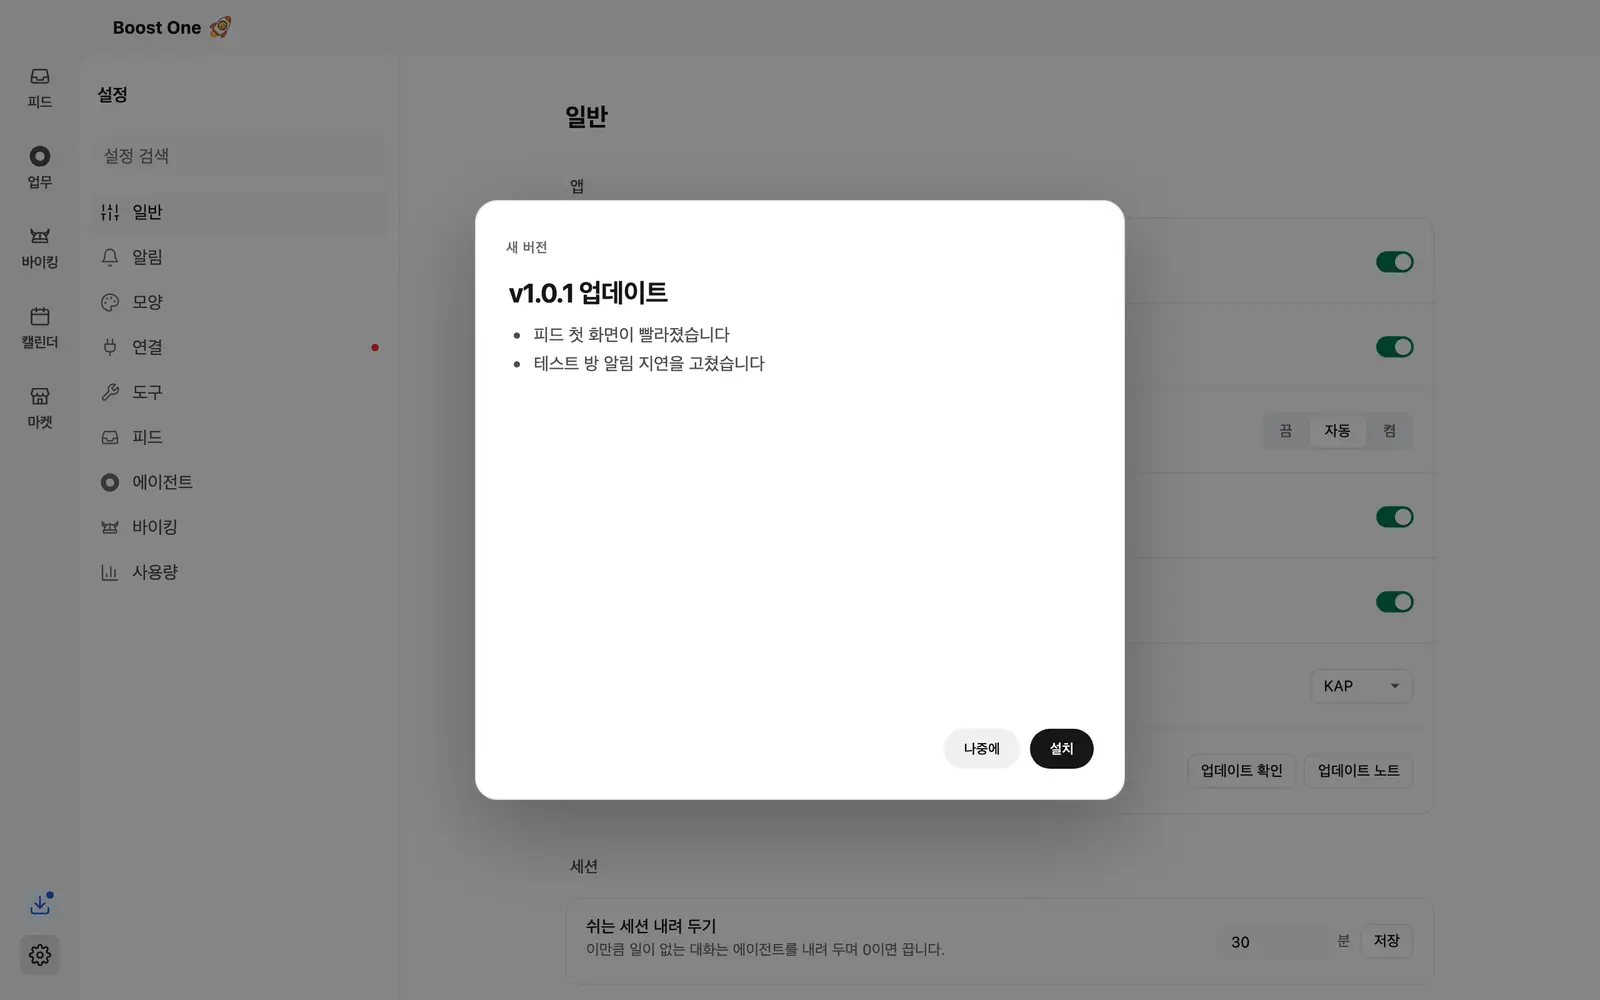 Boost One 🚀
피드
업무
바이킹
캘린더
마켓
설정
설정 검색
일반
알림
모양
연결
도구
피드
에이전트
바이킹
사용량
일반
앱
새 버전
v1.0.1 업데이트
• 피드 첫 화면이 빨라졌습니다
• 테스트 방 알림 지연을 고쳤습니다
나중에
설치
끔 자동 켬
KAP
업데이트 확인
업데이트 노트
세션
쉬는 세션 내려 두기
이만큼 일이 없는 대화는 에이전트를 내려 두며 0이면 끕니다.
30 분 저장